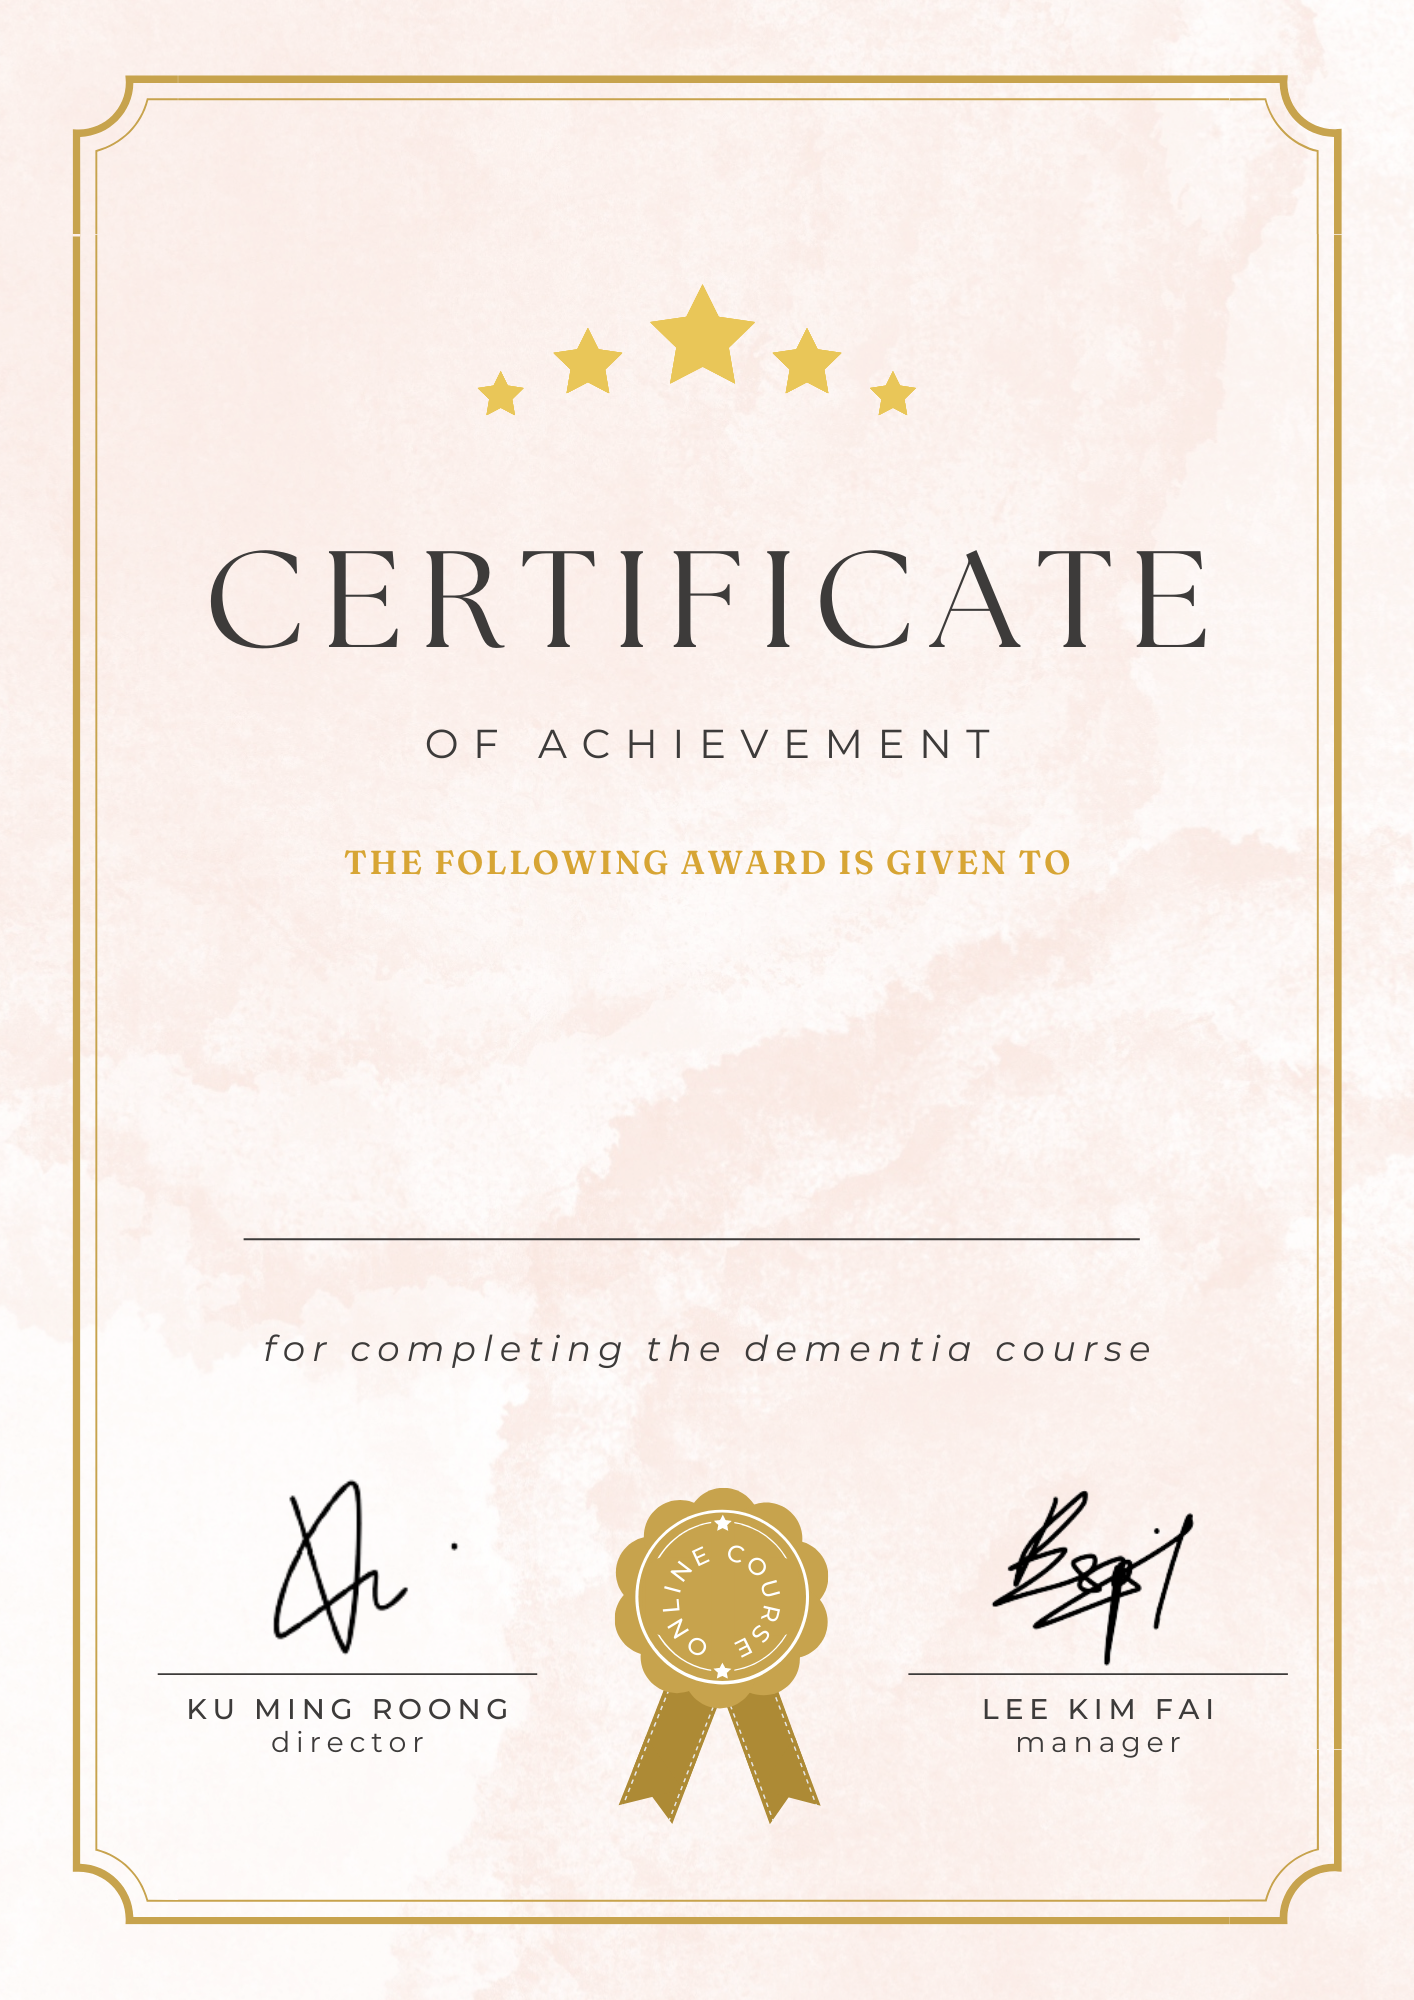 CERTIFICATE
OF ACHIEVEMENT
THE FOLLOWING AWARD IS GIVEN TO
for completing the dementia course
ONLINE COURSE
KU MING ROONG
director
LEE KIM FAI
manager